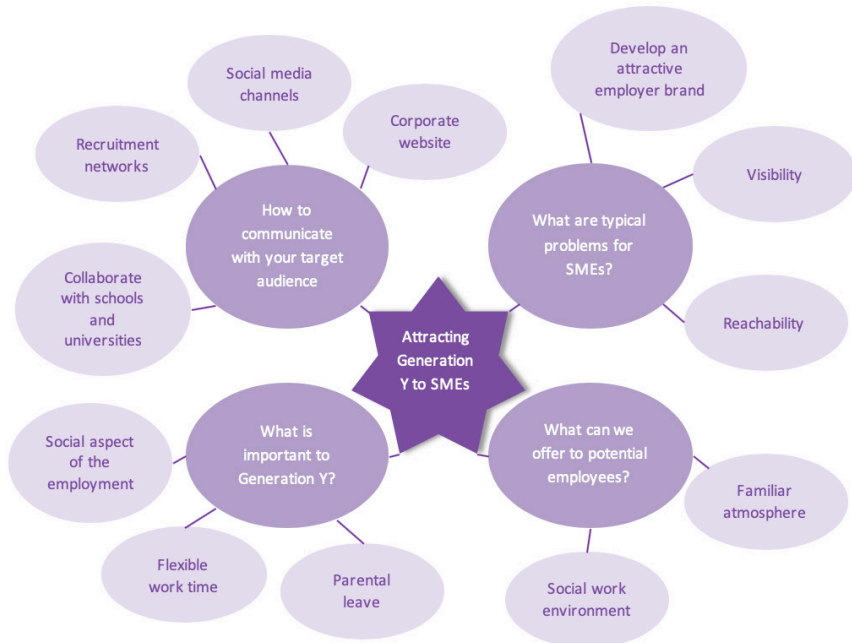 Social media
channels
Corporate
website
Recruitment
networks
How to
communicate
with your target
audience
Collaborate
with schools
and
universities
Develop an
attractive
employer brand
Visibility
What are typical
problems for
SMEs?
Reachability
Attracting
Generation
Y to SMEs
What is
important to
Generation Y?
Social aspect
of the
employment
Flexible
work time
Parental
leave
What can we
offer to potential
employees?
Familiar
atmosphere
Social work
environment